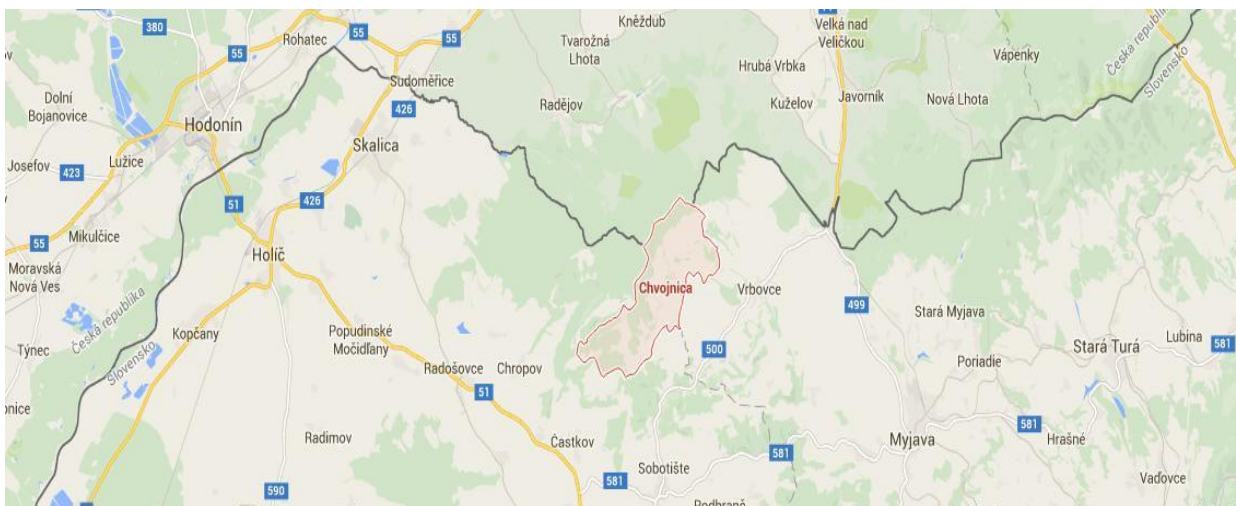 380
55
55
55
Kněždub
Velká nad
Veličkou
Rohatec
Tvarožná
Lhota
Hrubá Vrbka
Vápenky
Česká republika
Slovensko
Dolní
Bojanovice
Sudoměřice
426
Radějov
Kuželov
Javorník
Nová Lhota
Hodonín
Skalica
Josefov
Lužice
423
51
426
Mikulčice
55
Holíč
Moravská
Nová Ves
Chvojnica
Vrbovce
499
Česká republika
Kopčany
Popudinské
Močidľany
Stará Myjava
Týnec
Slovensko
500
Stará Turá
Lubina
581
Poriadie
Radošovce
Chropov
51
onice
Radimov
Častkov
Myjava
581
Hrašné
581
Sobotište
590
581
Vaďovce